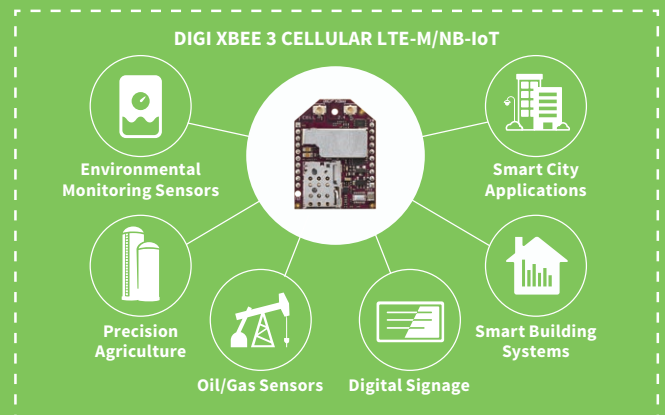 DIGI XBEE 3 CELLULAR LTE-M/NB-IoT
Environmental
Monitoring Sensors
Smart City
Applications
Precision
Agriculture
Smart Building
Systems
Oil/Gas Sensors
Digital Signage